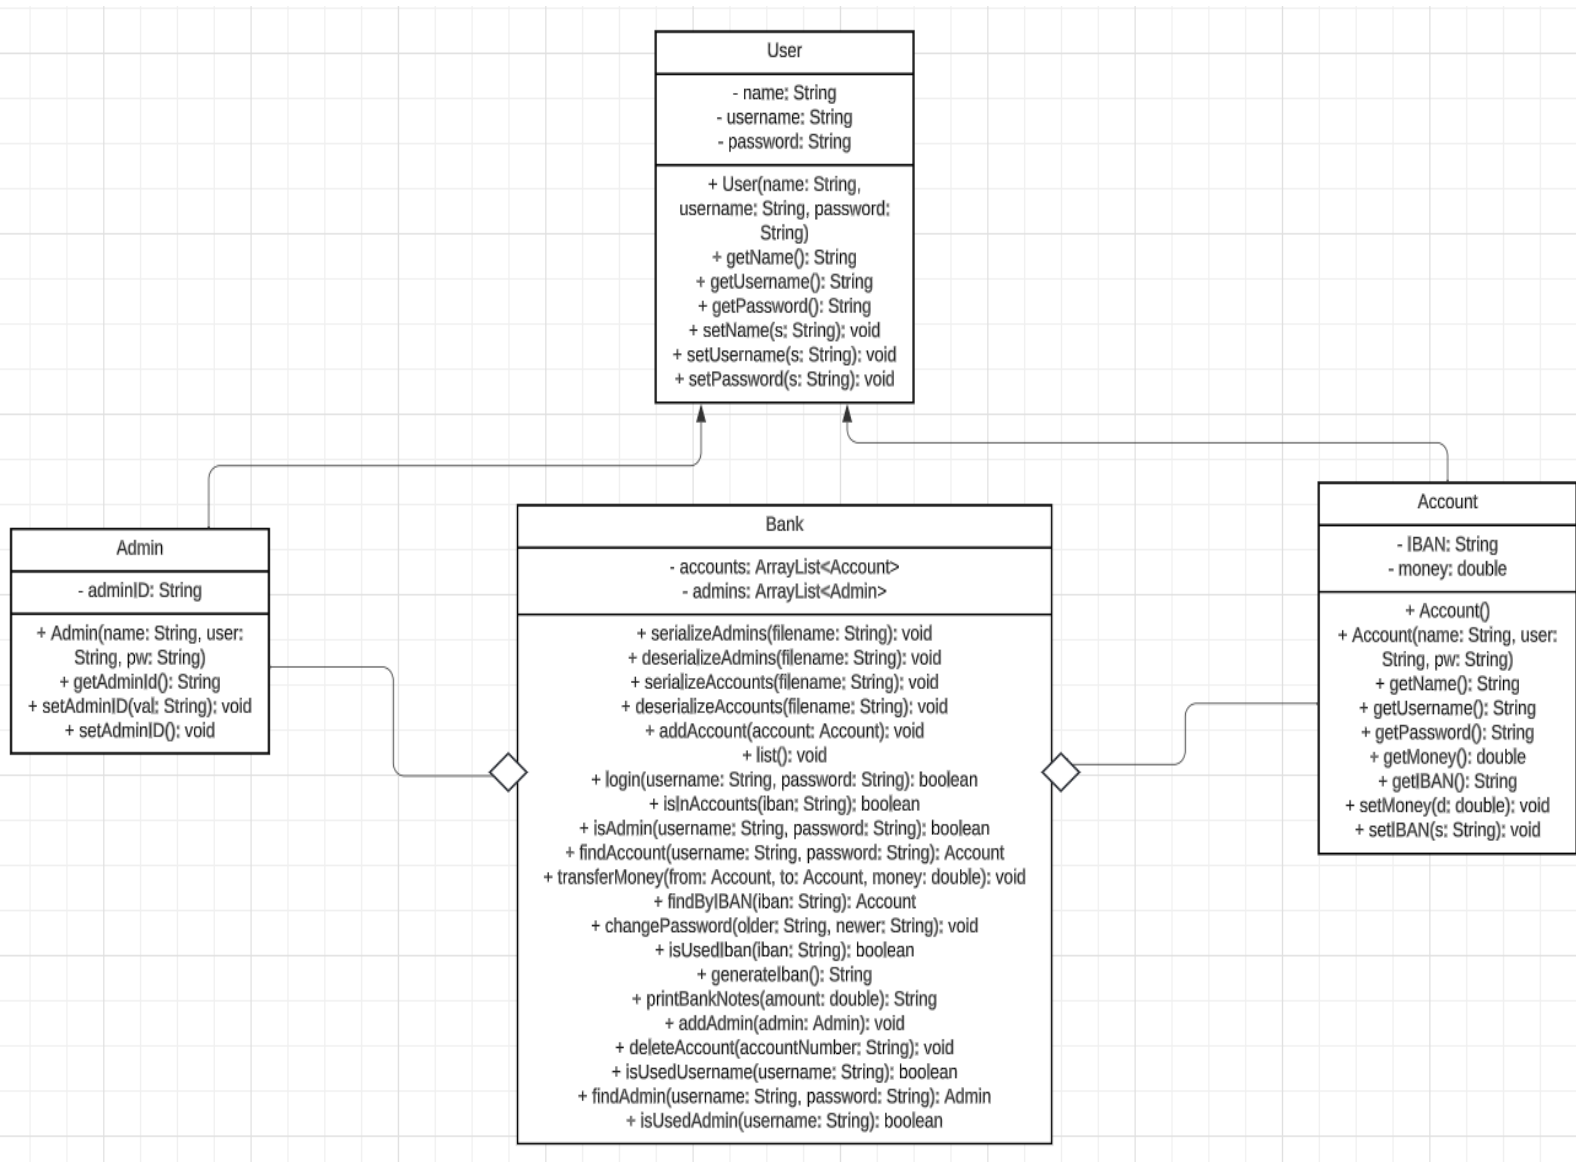 User
- name: String
- username: String
- password: String
+ User(name: String,
username: String, password:
String)
+ getName(): String
+ getUsername(): String
+ getPassword(): String
+ setName(s: String): void
+ setUsername(s: String): void
+ setPassword(s: String): void
Admin
- adminID: String
+ Admin(name: String, user:
String, pw: String)
+ getAdminId(): String
+ setAdminID(val: String): void
+ setAdminID(): void
Bank
- accounts: ArrayList<Account>
- admins: ArrayList<Admin>
+ serializeAdmins(filename: String): void
+ deserializeAdmins(filename: String): void
+ serializeAccounts(filename: String): void
+ deserializeAccounts(filename: String): void
+ addAccount(account: Account): void
+ list(): void
+ login(username: String, password: String): boolean
+ isInAccounts(iban: String): boolean
+ isAdmin(username: String, password: String): boolean
+ findAccount(username: String, password: String): Account
+ transferMoney(from: Account, to: Account, money: double): void
+ findByIBAN(iban: String): Account
+ changePassword(older: String, newer: String): void
+ isUsedIban(iban: String): boolean
+ generateIban(): String
+ printBankNotes(amount: double): String
+ addAdmin(admin: Admin): void
+ deleteAccount(accountNumber: String): void
+ isUsedUsername(username: String): boolean
+ findAdmin(username: String, password: String): Admin
+ isUsedAdmin(username: String): boolean
Account
- IBAN: String
- money: double
+ Account()
+ Account(name: String, user:
String, pw: String)
+ getName(): String
+ getUsername(): String
+ getPassword(): String
+ getMoney(): double
+ getIBAN(): String
+ setMoney(d: double): void
+ setIBAN(s: String): void